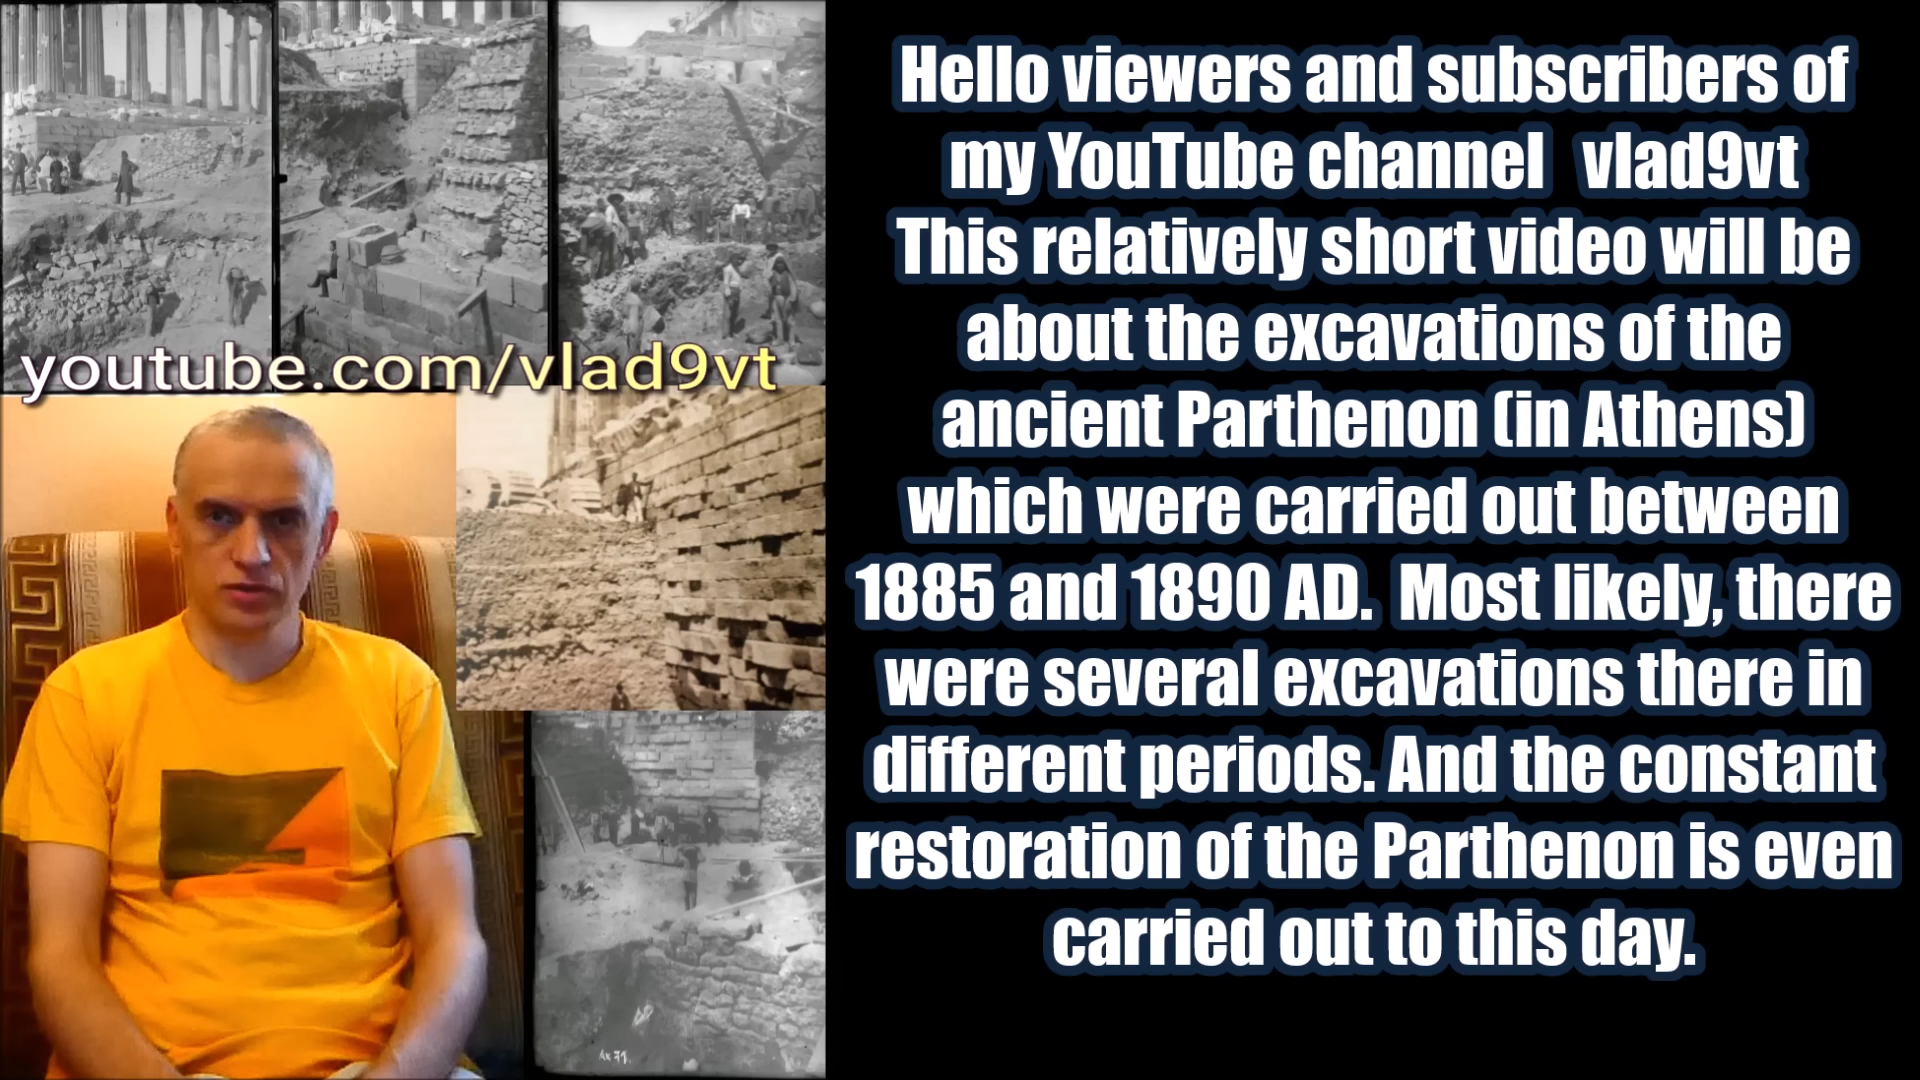 youtube.com/vlad9vt
Ак 71.
Hello viewers and subscribers of
my YouTube channel vlad9vt
This relatively short video will be
about the excavations of the
ancient Parthenon (in Athens)
which were carried out between
1885 and 1890 AD. Most likely, there
were several excavations there in
different periods. And the constant
restoration of the Parthenon is even
carried out to this day.